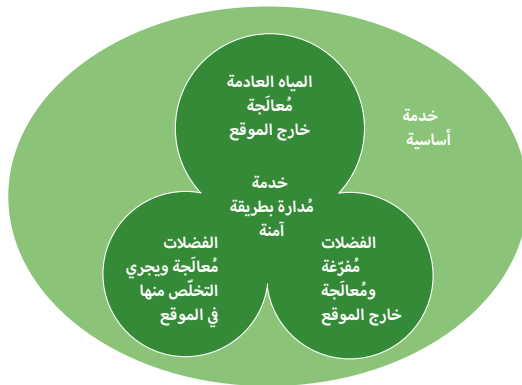 المياه العادمة
مُعالَجة
خارج الموقع
خدمة
أساسية
خدمة
مُدارة بطريقة
آمنة
الفضلات
مُفرّغة
ومُعالَجة
خارج الموقع
الفضلات
مُعالَجة ويجري
التخلّص منها
في الموقع